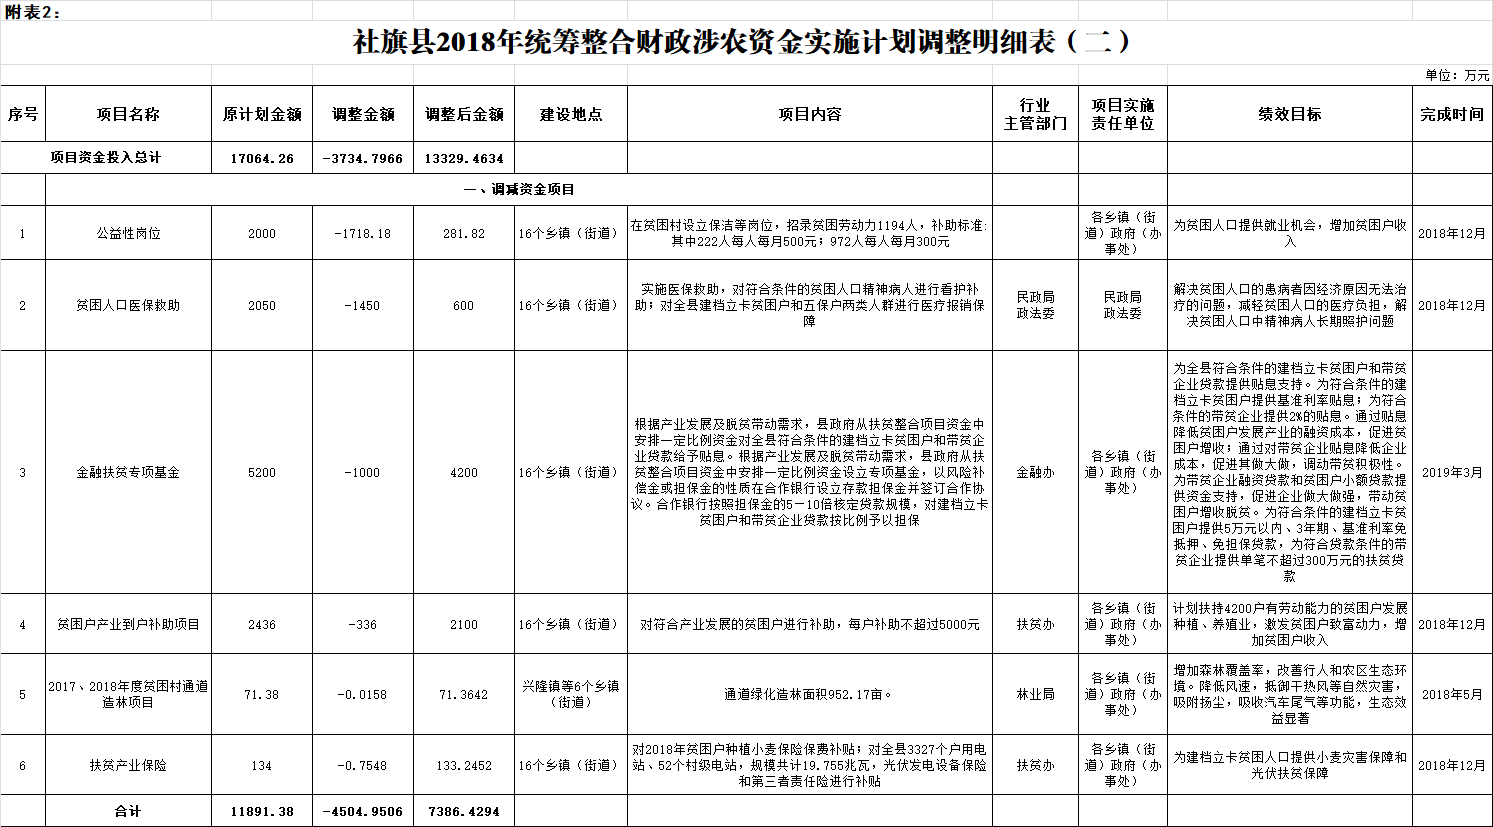 附表2：
社旗县2018年统筹整合财政涉农资金实施计划调整明细表（二）
单位：万元
序号 项目名称 原计划金额 调整金额 调整后金额 建设地点 项目内容 行业主管部门 项目实施责任单位 绩效目标 完成时间
项目资金投入总计 17064.26 -3734.7966 13329.4634
一、调减资金项目
1 公益性岗位 2000 -1718.18 281.82 16个乡镇（街道）
在贫困村设立保洁等岗位，招录贫困劳动力1194人，补助标准:
其中222人每人每月500元；972人每人每月300元
各乡镇（街
道）政府（办
事处）
为贫困人口提供就业机会，增加贫困户收
入
2018年12月
2 贫困人口医保救助 2050 -1450 600 16个乡镇（街道）
实施医保救助，对符合条件的贫困人口精神病人进行看护补
助；对全县建档立卡贫困户和五保户两类人群进行医疗报销保
障
民政局
政法委
民政局
政法委
解决贫困人口的患病者因经济原因无法治
疗的问题，减轻贫困人口的医疗负担，解
决贫困人口中精神病人长期照护问题
2018年12月
3 金融扶贫专项基金 5200 -1000 4200 16个乡镇（街道）
根据产业发展及脱贫带动需求，县政府从扶贫整合项目资金中
安排一定比例资金对全县符合条件的建档立卡贫困户和带贫企
业贷款给予贴息。根据产业发展及脱贫带动需求，县政府从扶
贫整合项目资金中安排一定比例资金设立专项基金，以风险补
偿金或担保金的性质在合作银行设立存款担保金并签订合作协
议。合作银行按照担保金的5－10倍核定贷款规模，对建档立卡
贫困户和带贫企业贷款按比例予以担保
金融办
各乡镇（街
道）政府（办
事处）
为全县符合条件的建档立卡贫困户和带贫
企业贷款提供贴息支持。为符合条件的建
档立卡贫困户提供基准利率贴息；为符合
条件的带贫企业提供2%的贴息。通过贴息
降低贫困户发展产业的融资成本，促进贫
困户增收；通过对带贫企业贴息降低企业
成本，促进其做大做，调动带贫积极性。
为带贫企业融资贷款和贫困户小额贷款提
供资金支持，促进企业做大做强，带动贫
困户增收脱贫。为符合条件的建档立卡贫
困户提供5万元以内、3年期、基准利率免
抵押、免担保贷款，为符合贷款条件的带
贫企业提供单笔不超过300万元的扶贫贷
款
2019年3月
4 贫困户产业到户补助项目 2436 -336 2100 16个乡镇（街道）
对符合产业发展的贫困户进行补助，每户补助不超过5000元
扶贫办
各乡镇（街
道）政府（办
事处）
计划扶持4200户有劳动能力的贫困户发展
种植、养殖业，激发贫困户致富动力，增
加贫困户收入
2018年12月
5
2017、2018年度贫困村通道
造林项目
71.38 -0.0158 71.3642
兴隆镇等6个乡镇
（街道）
通道绿化造林面积952.17亩。
林业局
各乡镇（街
道）政府（办
事处）
增加森林覆盖率，改善行人和农区生态环
境。降低风速，抵御干热风等自然灾害，
吸附扬尘，吸收汽车尾气等功能，生态效
益显著
2018年5月
6 扶贫产业保险 134 -0.7548 133.2452 16个乡镇（街道）
对2018年贫困户种植小麦保险保费补贴；对全县3327个户用电
站、52个村级电站，规模共计19.755兆瓦，光伏发电设备保险
和第三者责任险进行补贴
扶贫办
各乡镇（街
道）政府（办
事处）
为建档立卡贫困人口提供小麦灾害保障和
光伏扶贫保障
2018年12月
合计 11891.38 -4504.9506 7386.4294